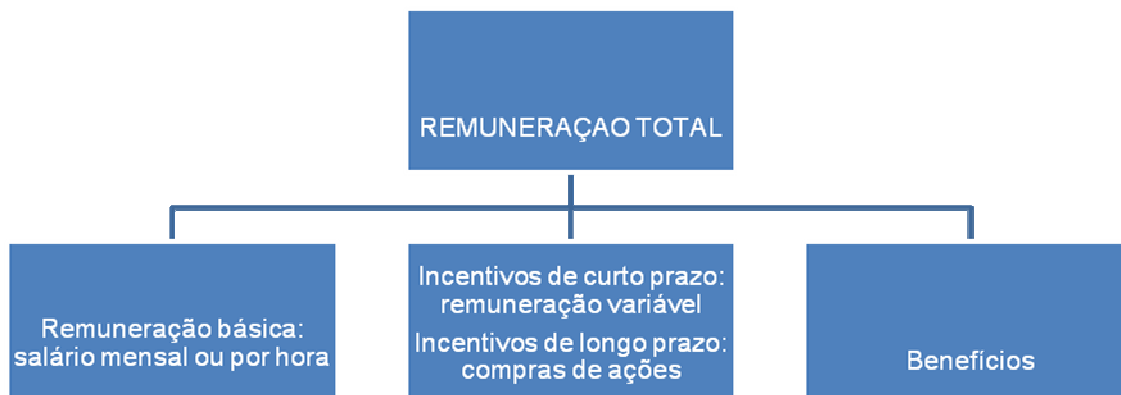 REMUNERAÇAO TOTAL
Remuneração básica:
salário mensal ou por hora
Incentivos de curto prazo:
remuneração variável
Incentivos de longo prazo:
compras de ações
Benefícios